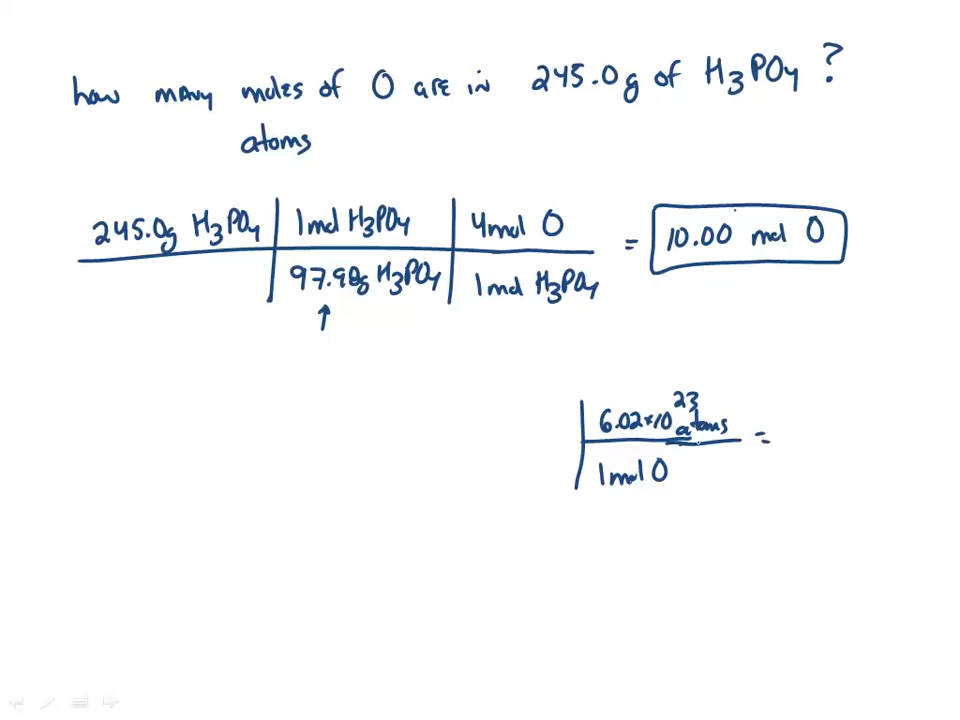 how many moles of O are in 245.0g of H3PO4?
atoms
245.0g H3PO4 | 1mol H3PO4 | 4mol O
97.90g H3PO4 | 1mol H3PO4
= 10.00 mol O
↑
6.02×10^23 atoms
1mol O
=